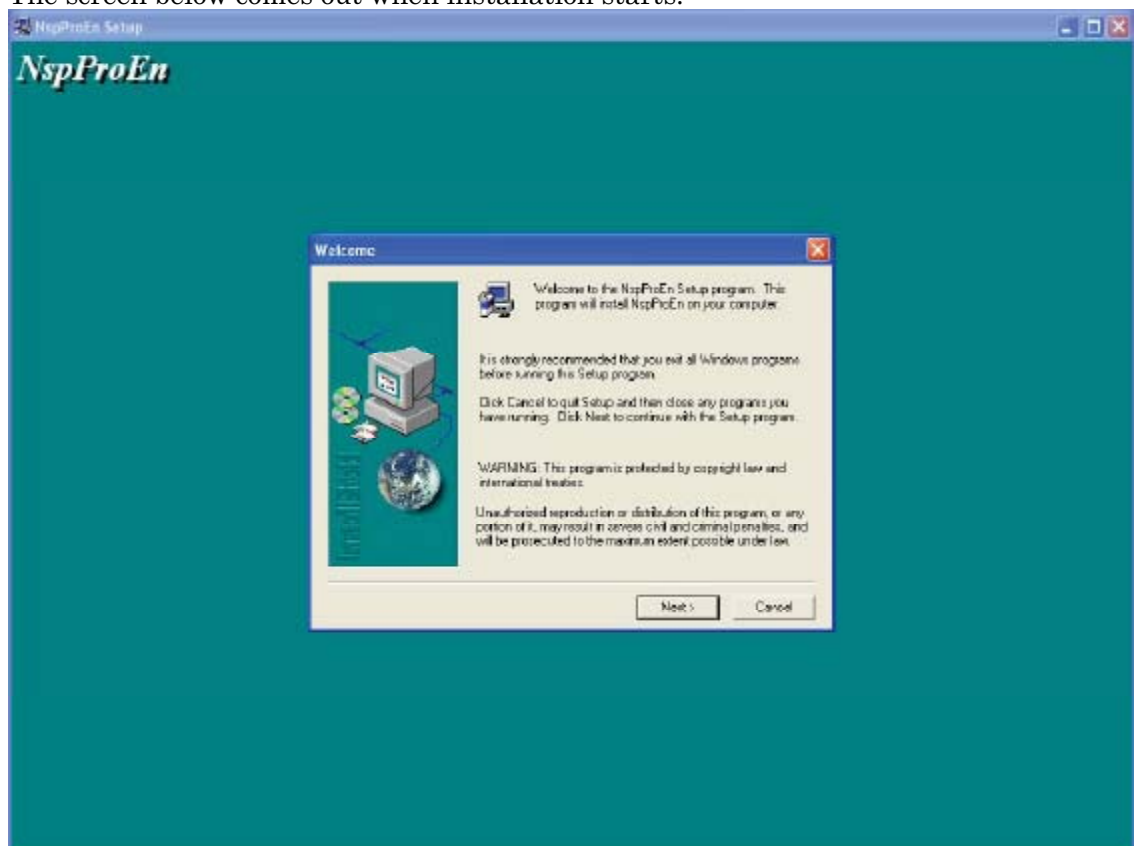 The screen below comes out when installation starts.
NspProEn Setup
NspProEn
Welcome
Welcome to the NspProEn Setup program. This
program will install NspProEn on your computer.
It is strongly recommended that you exit all Windows programs
before running this Setup program.
Click Cancel to quit Setup and then close any programs you
have running. Click Next to continue with the Setup program.
WARNING: This program is protected by copyright law and
international treaties.
Unauthorized reproduction or distribution of this program, or any
portion of it, may result in severe civil and criminal penalties, and
will be prosecuted to the maximum extent possible under law.
InstallShield
Next >
Cancel